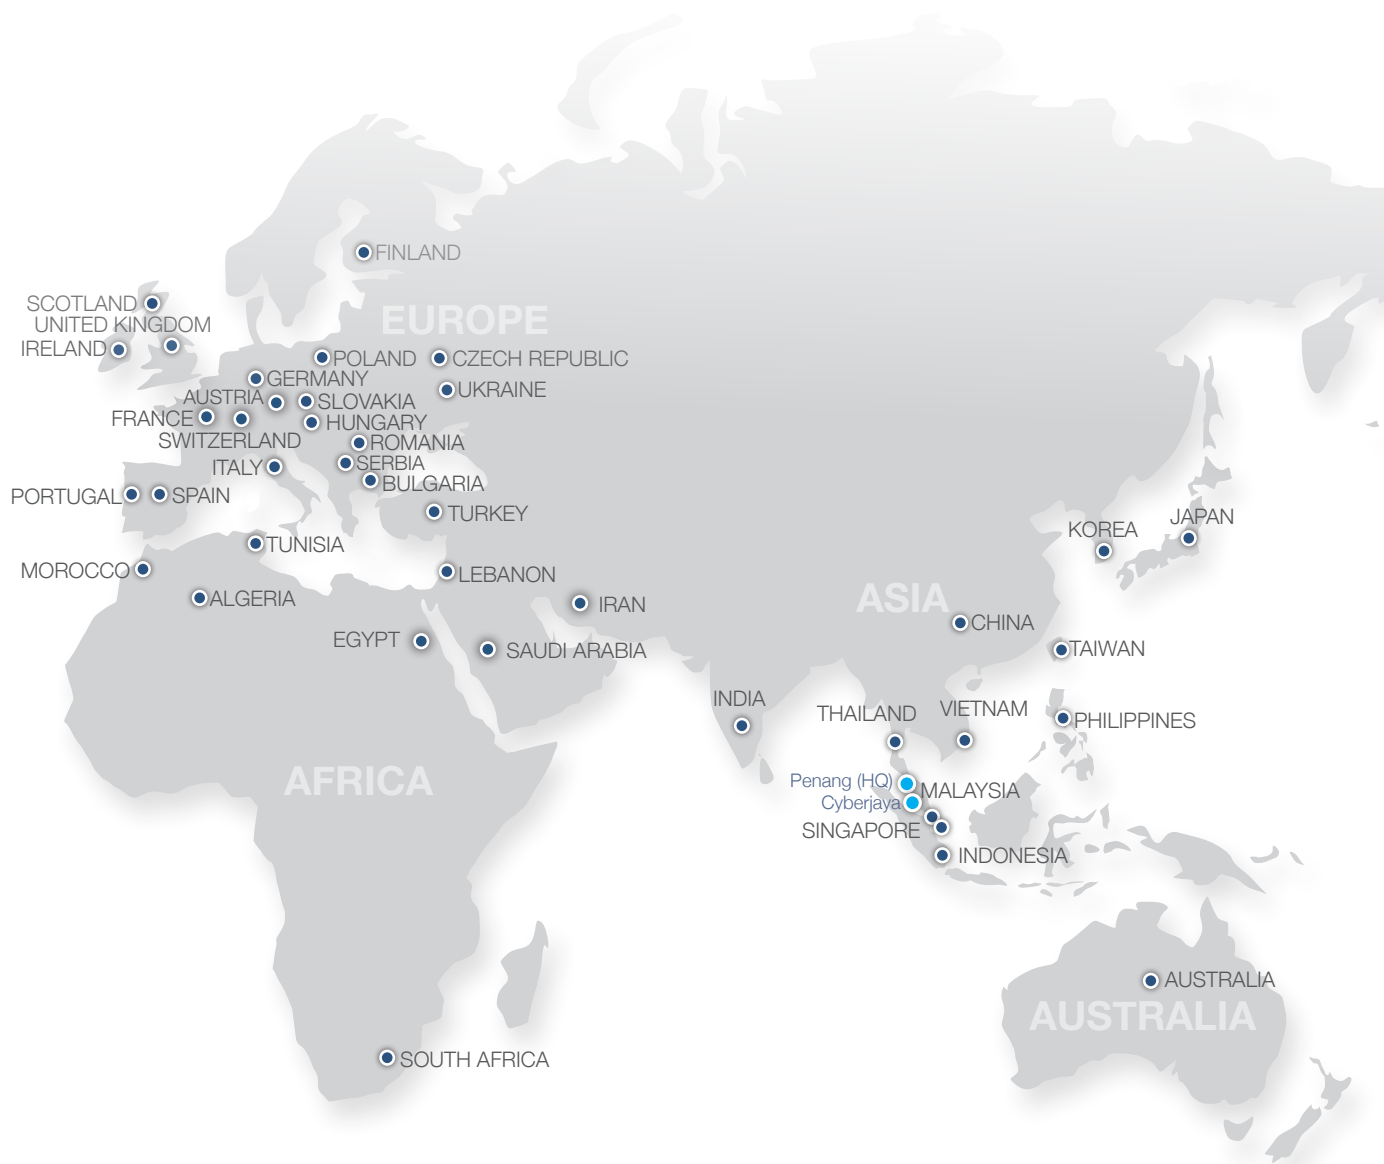 FINLAND
SCOTLAND
EUROPE
UNITED KINGDOM
IRELAND
POLAND
CZECH REPUBLIC
GERMANY
UKRAINE
AUSTRIA
SLOVAKIA
FRANCE
HUNGARY
SWITZERLAND
ROMANIA
ITALY
SERBIA
BULGARIA
PORTUGAL
SPAIN
TURKEY
JAPAN
KOREA
TUNISIA
MOROCCO
LEBANON
ALGERIA
IRAN
ASIA
CHINA
EGYPT
SAUDI ARABIA
TAIWAN
INDIA
THAILAND
VIETNAM
PHILIPPINES
AFRICA
Penang (HQ)
MALAYSIA
Cyberjaya
SINGAPORE
INDONESIA
AUSTRALIA
AUSTRALIA
SOUTH AFRICA